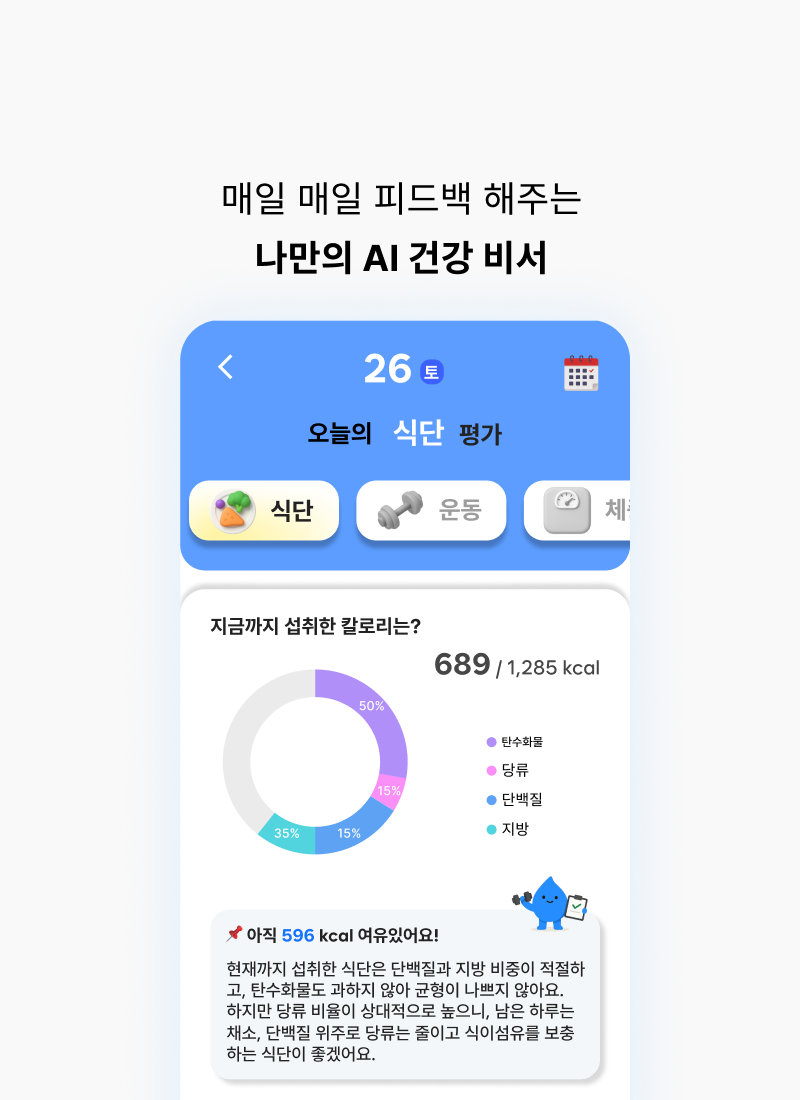 매일 매일 피드백 해주는
나만의 AI 건강 비서
26 토
오늘의 식단 평가
식단
운동
체
지금까지 섭취한 칼로리는?
689 / 1,285 kcal
50%
15%
15%
35%
탄수화물
당류
단백질
지방
아직 596 kcal 여유있어요!
현재까지 섭취한 식단은 단백질과 지방 비중이 적절하
고, 탄수화물도 과하지 않아 균형이 나쁘지 않아요.
하지만 당류 비율이 상대적으로 높으니, 남은 하루는
채소, 단백질 위주로 당류는 줄이고 식이섬유를 보충
하는 식단이 좋겠어요.